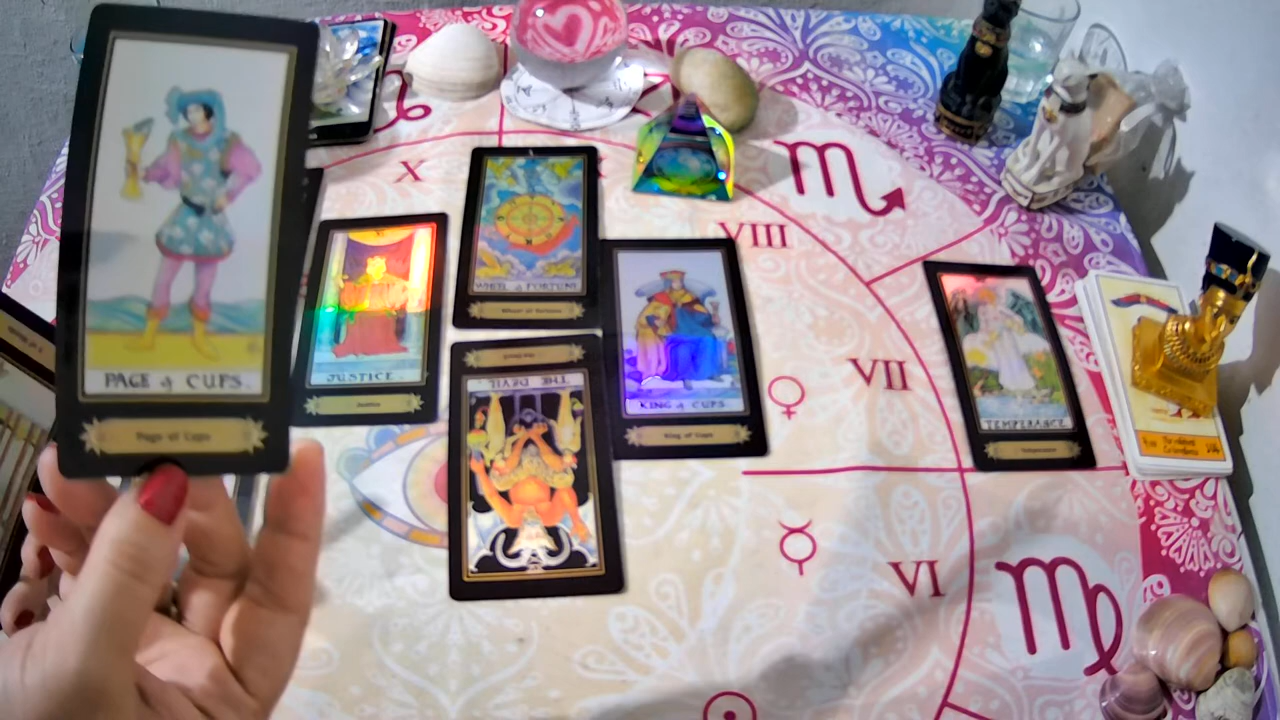 PAGE of CUPS.
Page of Cups
X
JUSTICE.
Justice
WHEEL of FORTUNE
Wheel of Fortune
THE DEVIL
KING of CUPS.
King of Cups
VIII
VII
VI
TEMPERANCE.
Temperance